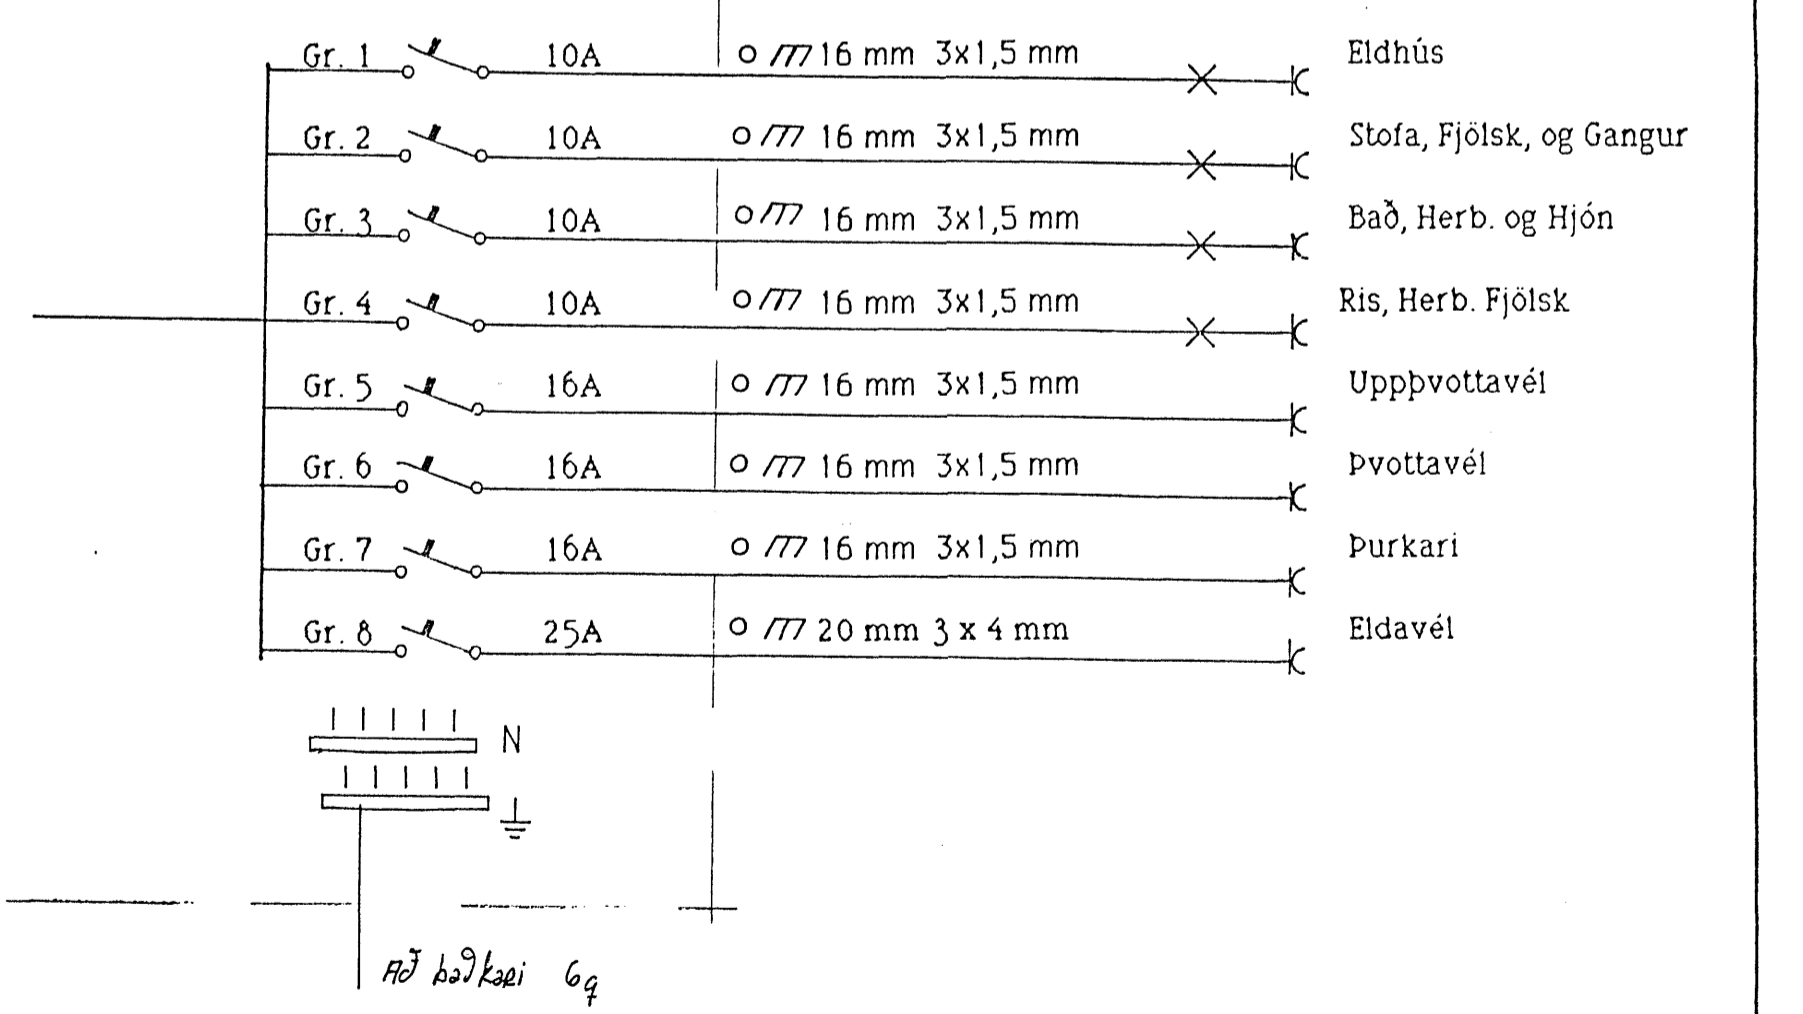 Gr. 1 10A 16 mm 3x1,5 mm Eldhús
Gr. 2 10A 16 mm 3x1,5 mm Stofa, Fjölsk, og Gangur
Gr. 3 10A 16 mm 3x1,5 mm Bað, Herb. og Hjón
Gr. 4 10A 16 mm 3x1,5 mm Ris, Herb. Fjölsk
Gr. 5 16A 16 mm 3x1,5 mm Uppþvottavél
Gr. 6 16A 16 mm 3x1,5 mm Þvottavél
Gr. 7 16A 16 mm 3x1,5 mm Þurkari
Gr. 8 25A 20 mm 3 x 4 mm Eldavél
N
Að baðkari 6q